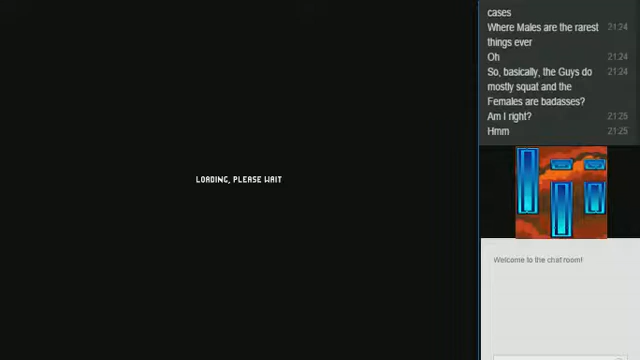 cases
Where Males are the rarest 21:24
things ever
Oh 21:24
So, basically, the Guys do 21:24
mostly squat and the
Females are badasses?
Am I right? 21:25
Hmm 21:25
LOADING, PLEASE WAIT
Welcome to the chat room!